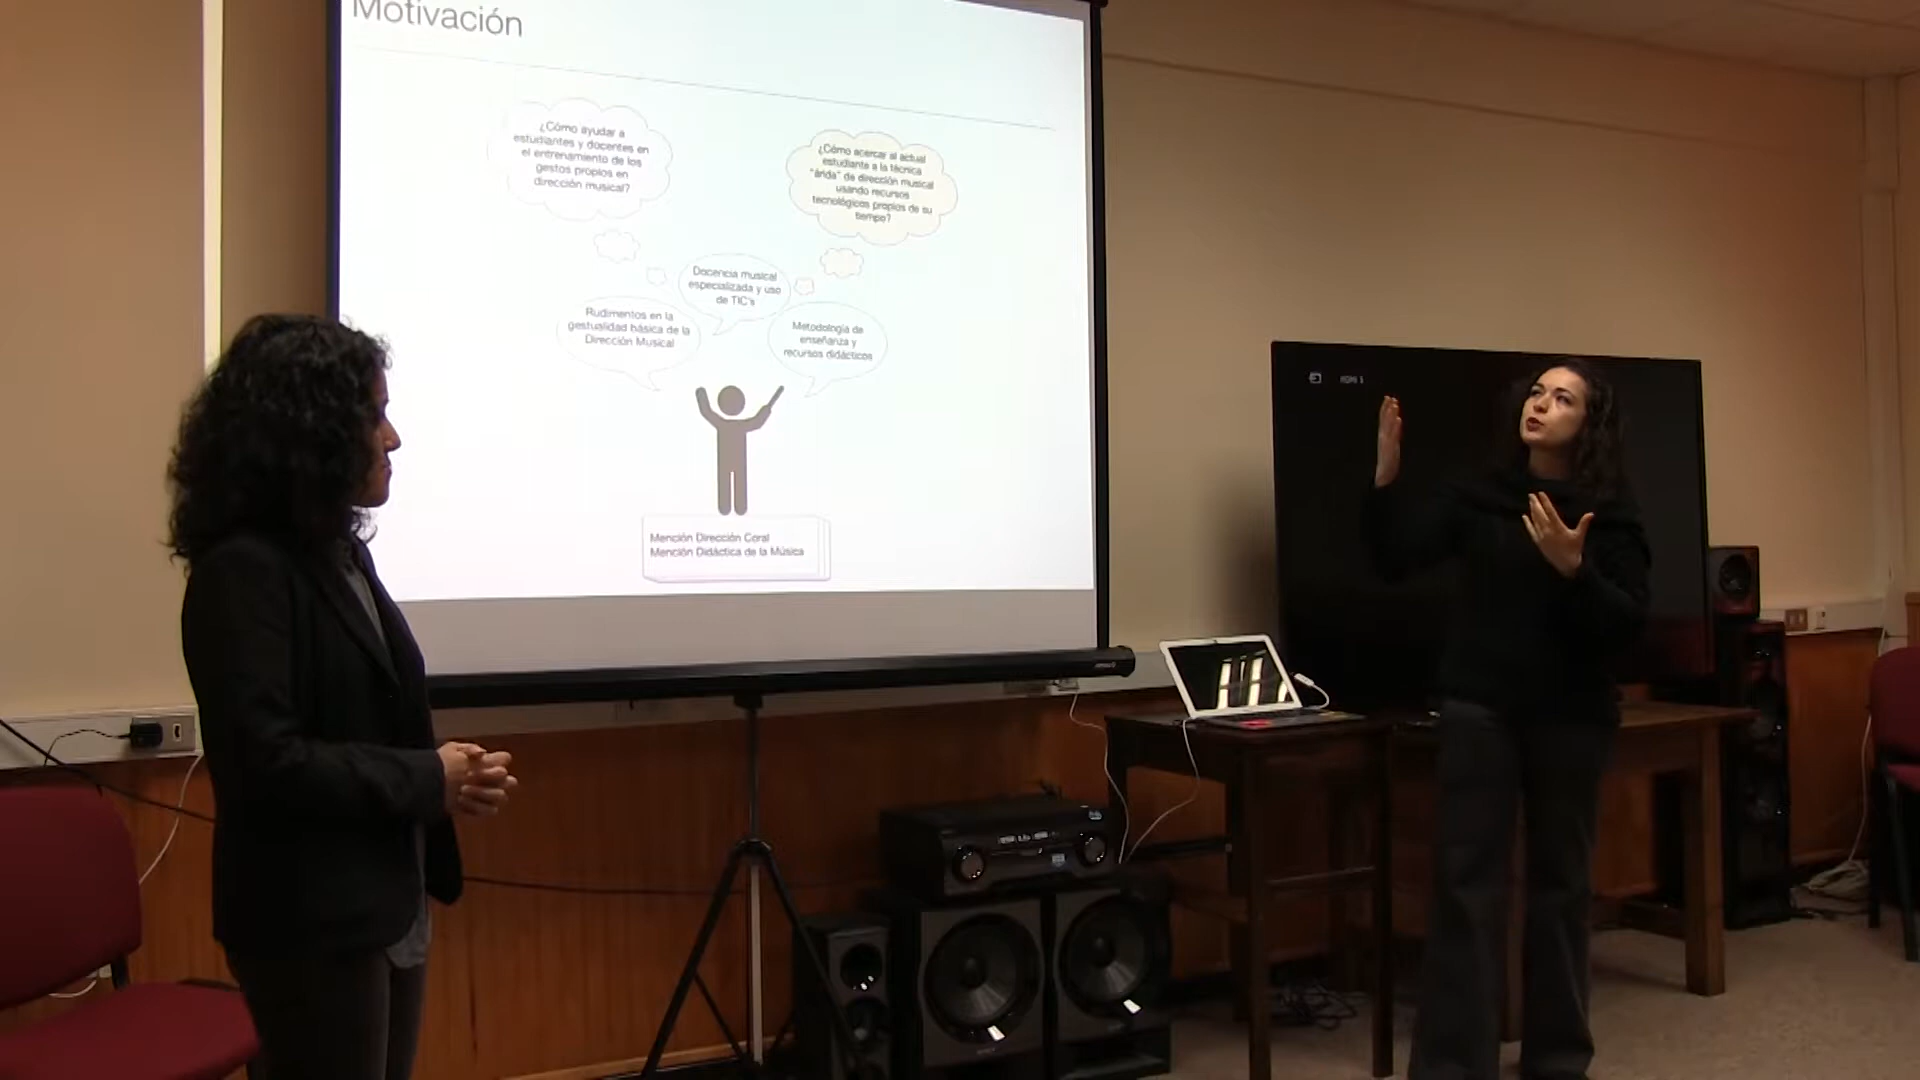 Motivación
¿Cómo ayudar a
estudiantes y docentes en
el entrenamiento de los
gestos propios en
dirección musical?
¿Cómo acercar al actual
estudiante a la técnica
"árida" de dirección musical
usando recursos
tecnológicos propios de su
tiempo?
Docencia musical
especializada y uso
de TIC's
Rudimentos en la
gestualidad básica de la
Dirección Musical
Metodología de
enseñanza y
recursos didácticos
Mención Dirección Coral
Mención Didáctica de la Música